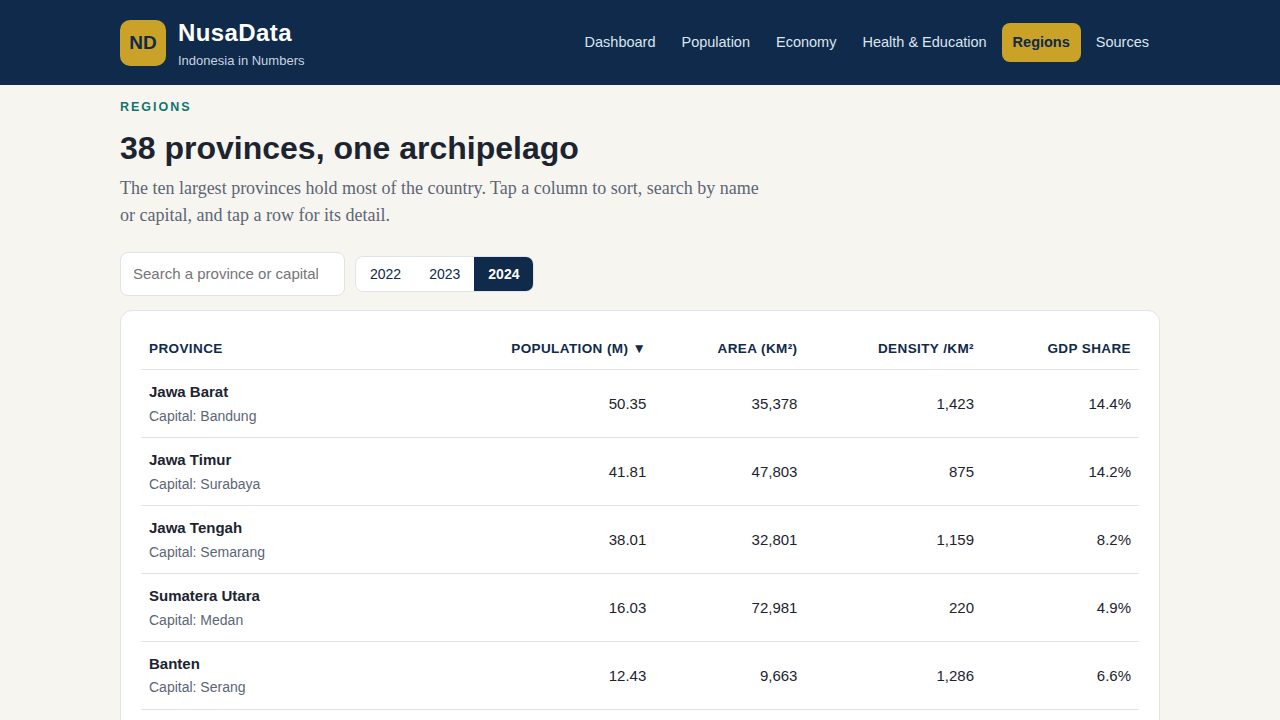 ND
NusaData
Indonesia in Numbers
Dashboard Population Economy Health & Education Regions Sources
REGIONS
38 provinces, one archipelago
The ten largest provinces hold most of the country. Tap a column to sort, search by name
or capital, and tap a row for its detail.
Search a province or capital
2022 2023 2024
PROVINCE POPULATION (M) ▼ AREA (KM²) DENSITY /KM² GDP SHARE
Jawa Barat
Capital: Bandung
50.35 35,378 1,423 14.4%
Jawa Timur
Capital: Surabaya
41.81 47,803 875 14.2%
Jawa Tengah
Capital: Semarang
38.01 32,801 1,159 8.2%
Sumatera Utara
Capital: Medan
16.03 72,981 220 4.9%
Banten
Capital: Serang
12.43 9,663 1,286 6.6%